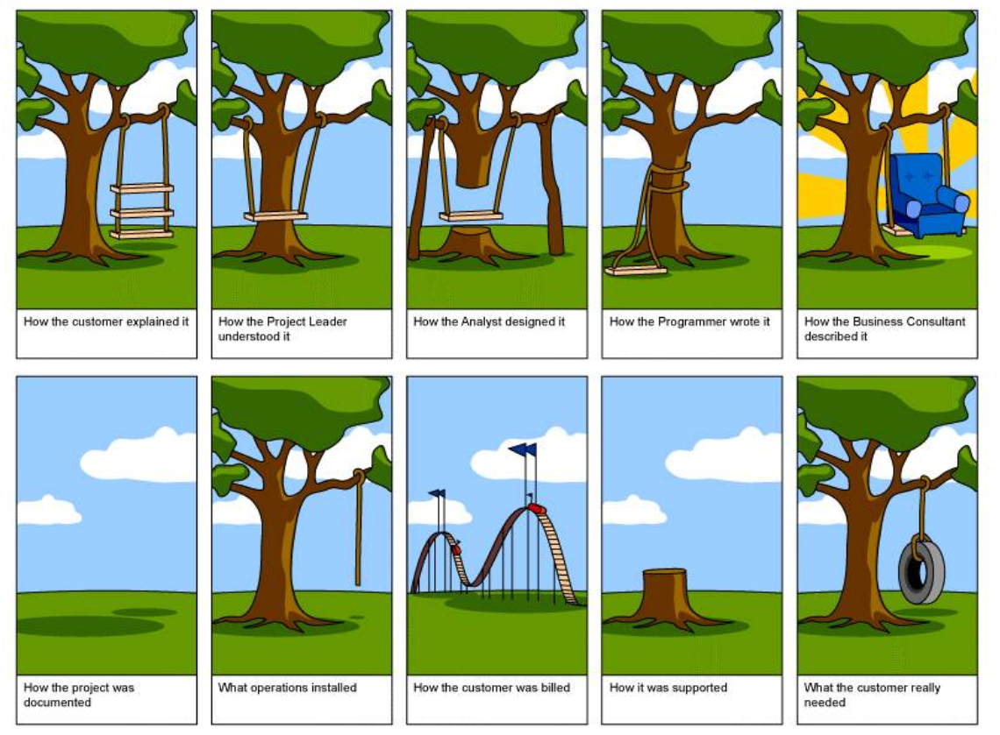 How the customer explained it
How the Project Leader
understood it
How the Analyst designed it
How the Programmer wrote it
How the Business Consultant
described it
How the project was
documented
What operations installed
How the customer was billed
How it was supported
What the customer really
needed